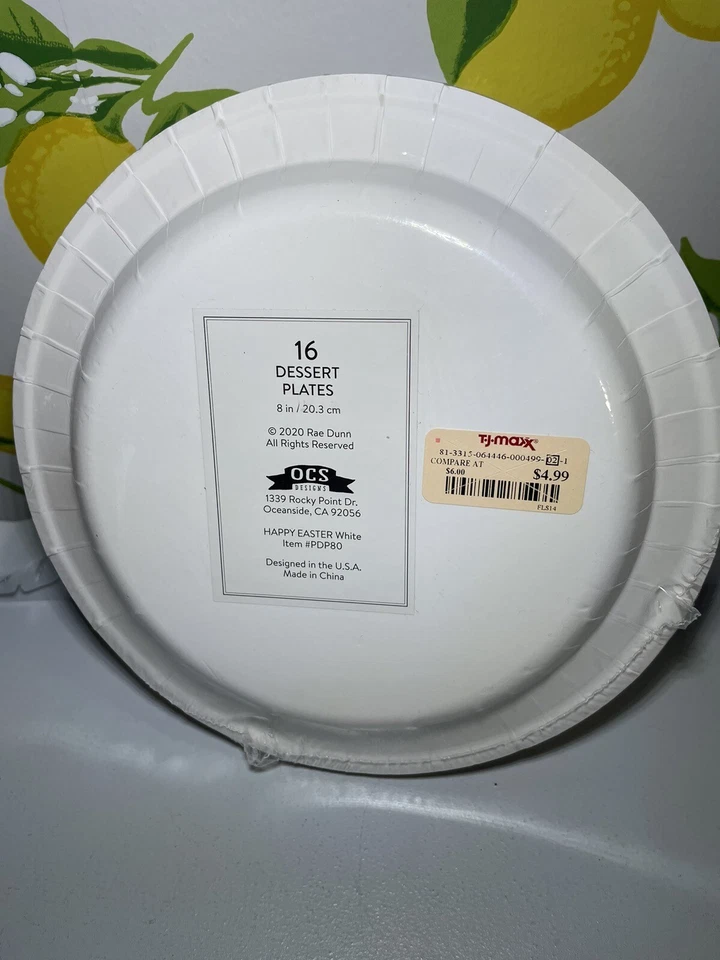 16
DESSERT
PLATES
8 in / 20.3 cm
© 2020 Rae Dunn
All Rights Reserved
OCS
DESIGNS
1339 Rocky Point Dr.
Oceanside, CA 92056
HAPPY EASTER White
Item #PDP80
Designed in the U.S.A.
Made in China
T·J·maxx®
81-3315-064446-000499-02-1
COMPARE AT
$6.00
$4.99
FLS14